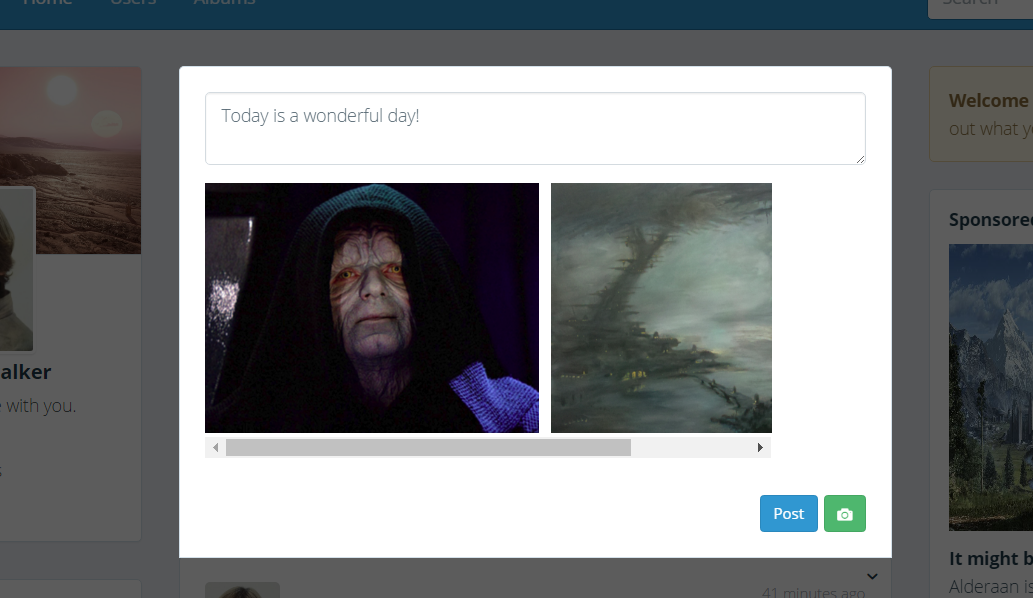 Home Users Albums Search
Today is a wonderful day!
Welcome
out what
Sponsored
alker
with you.
Post
It might b
Alderaan is
41 minutes ago